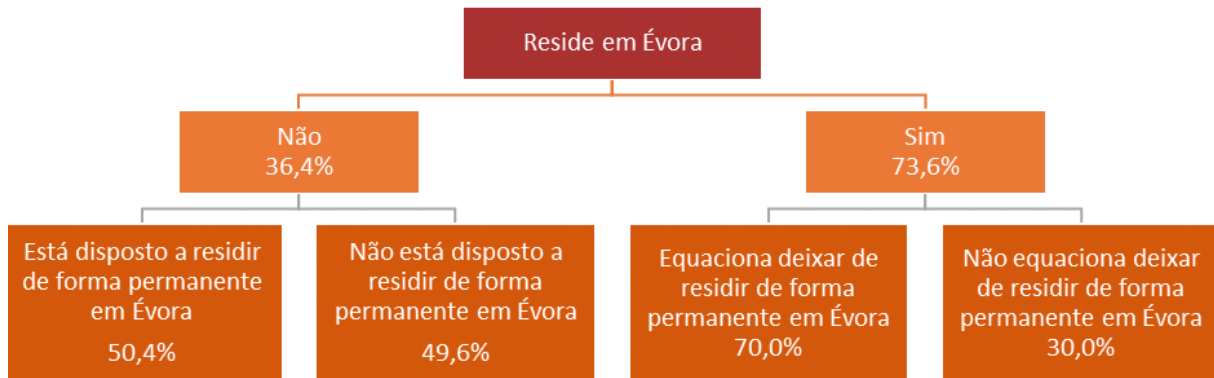 Reside em Évora
Não
36,4%
Sim
73,6%
Está disposto a residir
de forma permanente
em Évora
50,4%
Não está disposto a
residir de forma
permanente em Évora
49,6%
Equaciona deixar de
residir de forma
permanente em Évora
70,0%
Não equaciona deixar
de residir de forma
permanente em Évora
30,0%